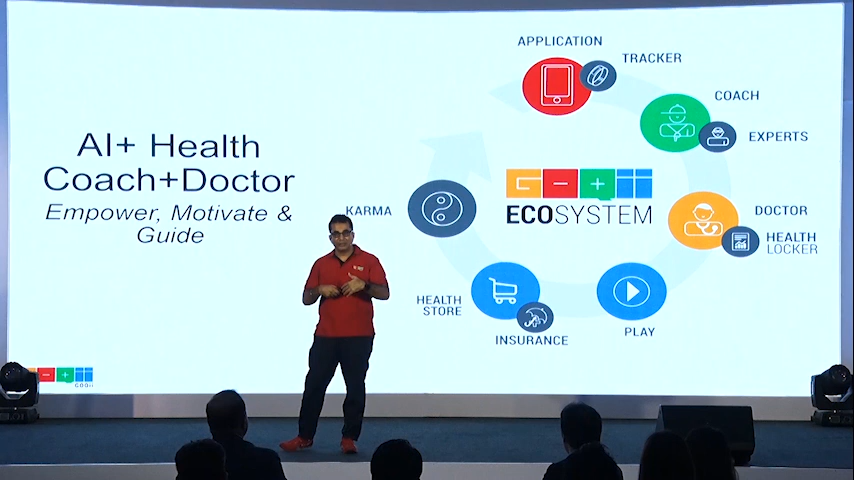 AI+ Health
Coach+Doctor
Empower, Motivate &
Guide
APPLICATION
TRACKER
COACH
EXPERTS
DOCTOR
HEALTH
LOCKER
PLAY
INSURANCE
HEALTH
STORE
KARMA
ECOSYSTEM
GOQii